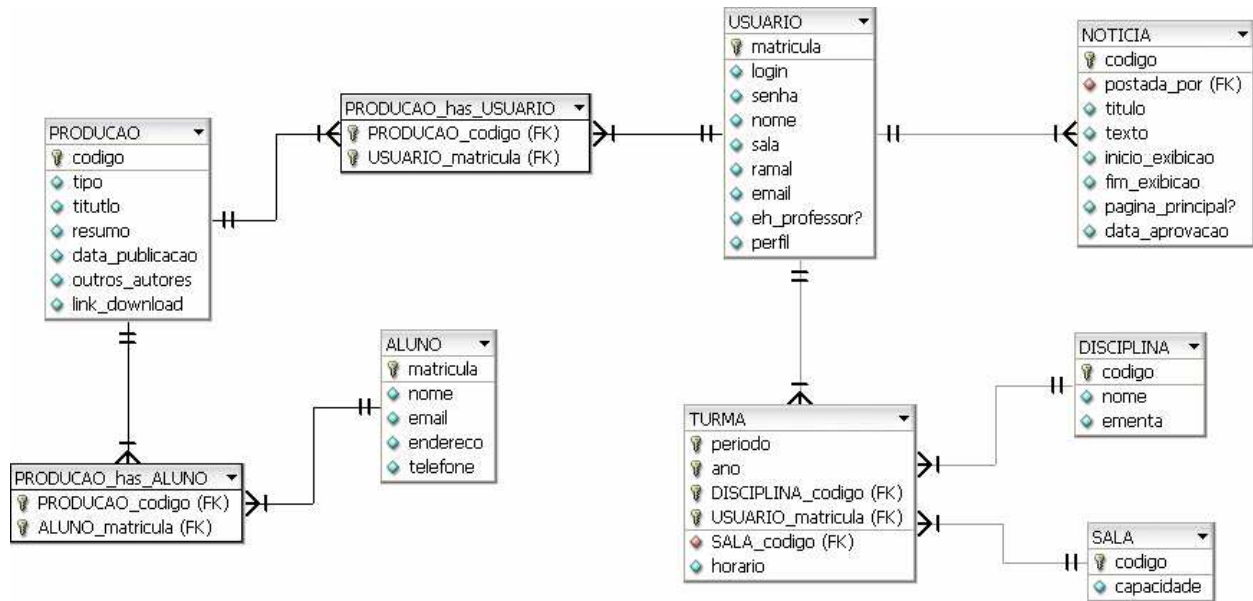 USUARIO
matricula
login
senha
nome
sala
ramal
email
eh_professor?
perfil
NOTICIA
codigo
postada_por (FK)
titulo
texto
inicio_exibicao
fim_exibicao
pagina_principal?
data_aprovacao
PRODUCAO_has_USUARIO
PRODUCAO_codigo (FK)
USUARIO_matricula (FK)
PRODUCAO
codigo
tipo
titutlo
resumo
data_publicacao
outros_autores
link_download
ALUNO
matricula
nome
email
endereco
telefone
DISCIPLINA
codigo
nome
ementa
TURMA
periodo
ano
DISCIPLINA_codigo (FK)
USUARIO_matricula (FK)
SALA_codigo (FK)
horario
PRODUCAO_has_ALUNO
PRODUCAO_codigo (FK)
ALUNO_matricula (FK)
SALA
codigo
capacidade